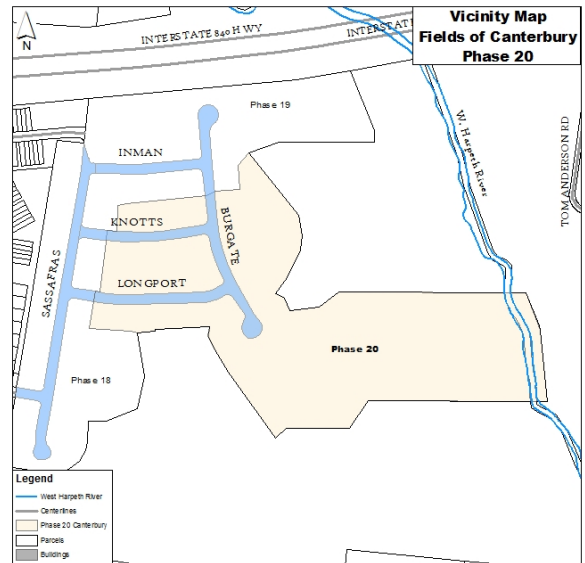 Vicinity Map
Fields of Canterbury
Phase 20
N
INTERSTATE 840 H WY
INTERSTATE
Phase 19
INMAN
W. Harpeth River
TOM ANDERSON RD
KNOTTS
BURGATE
SASSAFRAS
LONGPORT
Phase 20
Phase 18
Legend
West Harpeth River
Centerlines
Phase 20 Canterbury
Parcels
Buildings